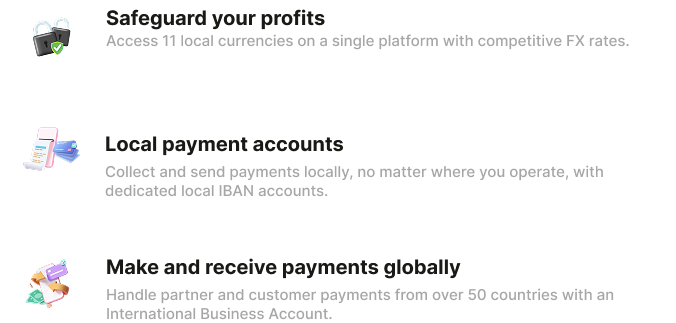 Safeguard your profits
Access 11 local currencies on a single platform with competitive FX rates.
Local payment accounts
Collect and send payments locally, no matter where you operate, with
dedicated local IBAN accounts.
Make and receive payments globally
Handle partner and customer payments from over 50 countries with an
International Business Account.